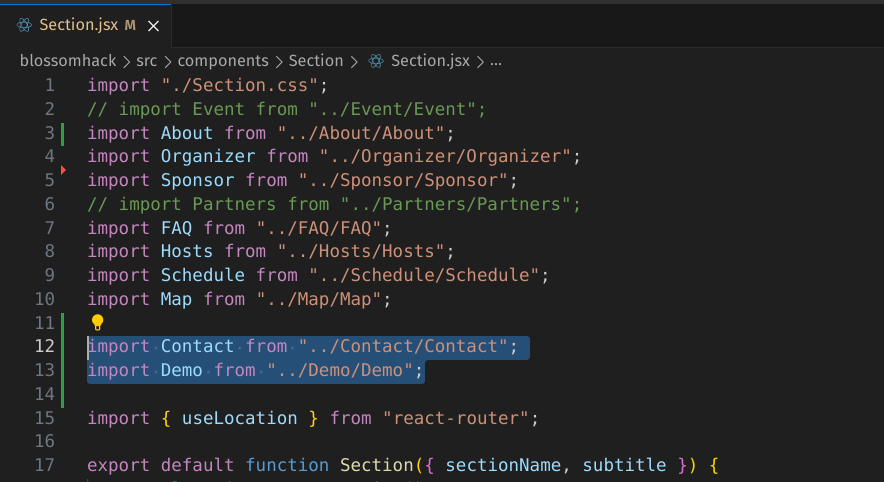 Section.jsx M
blossomhack > src > components > Section > Section.jsx > ...
1 import "./Section.css";
2 // import Event from "../Event/Event";
3 import About from "../About/About";
4 import Organizer from "../Organizer/Organizer";
5 import Sponsor from "../Sponsor/Sponsor";
6 // import Partners from "../Partners/Partners";
7 import FAQ from "../FAQ/FAQ";
8 import Hosts from "../Hosts/Hosts";
9 import Schedule from "../Schedule/Schedule";
10 import Map from "../Map/Map";
11
12 import Contact from "../Contact/Contact";
13 import Demo from "../Demo/Demo";
14
15 import { useLocation } from "react-router";
16
17 export default function Section({ sectionName, subtitle }) {